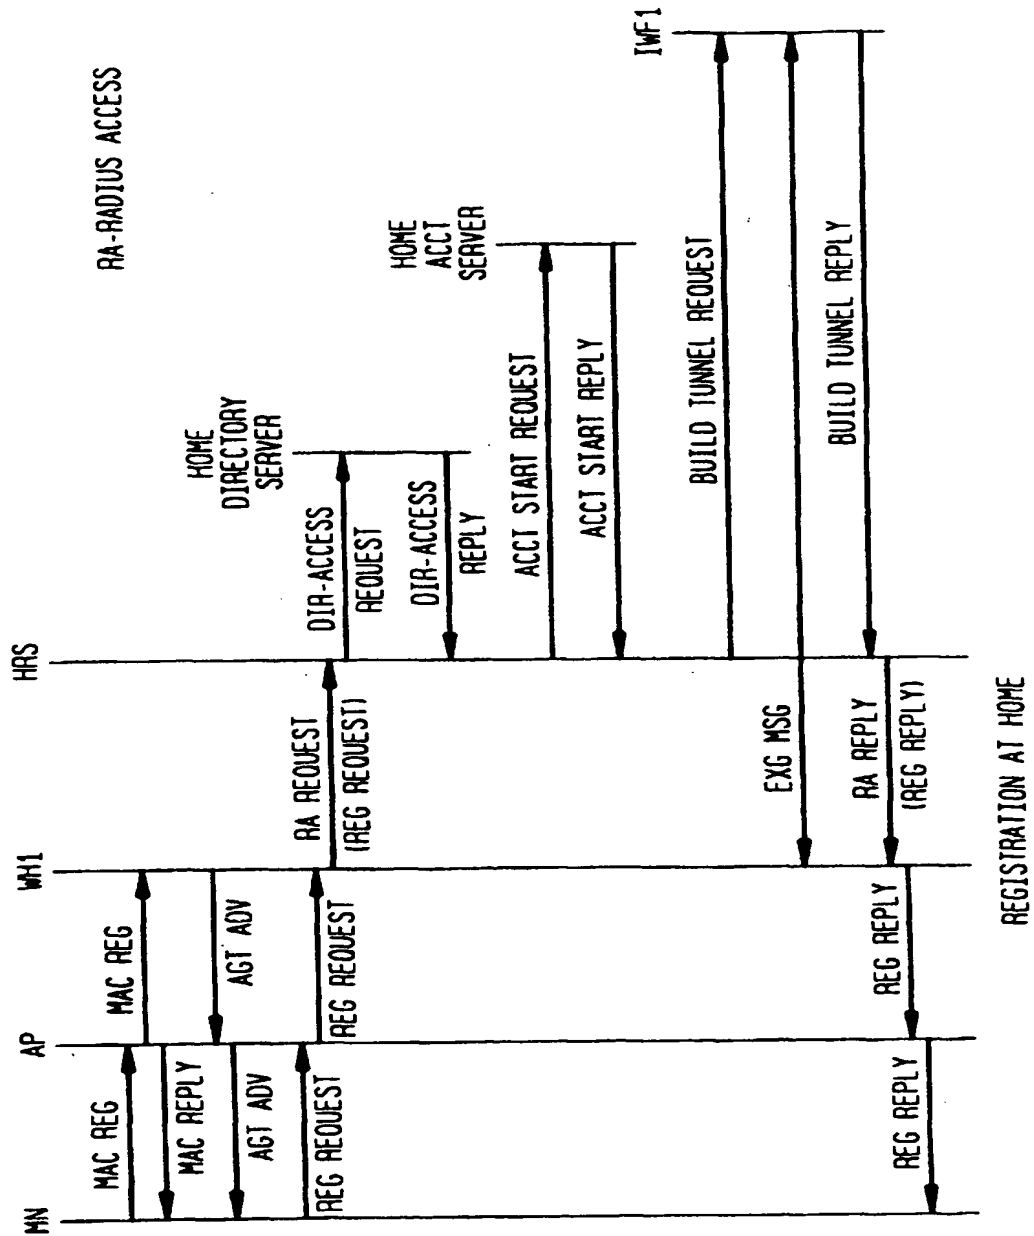 RA-RADIUS ACCESS
MN
AP
WH1
HRS
HOME
DIRECTORY
SERVER
HOME
ACCT
SERVER
IWF1
MAC REG
MAC REG
MAC REPLY
AGT ADV
AGT ADV
REG REQUEST
REG REQUEST
RA REQUEST
(REG REQUEST)
DIR-ACCESS
REQUEST
DIR-ACCESS
REPLY
ACCT START REQUEST
ACCT START REPLY
BUILD TUNNEL REQUEST
EXG MSG
BUILD TUNNEL REPLY
RA REPLY
(REG REPLY)
REG REPLY
REG REPLY
REGISTRATION AT HOME